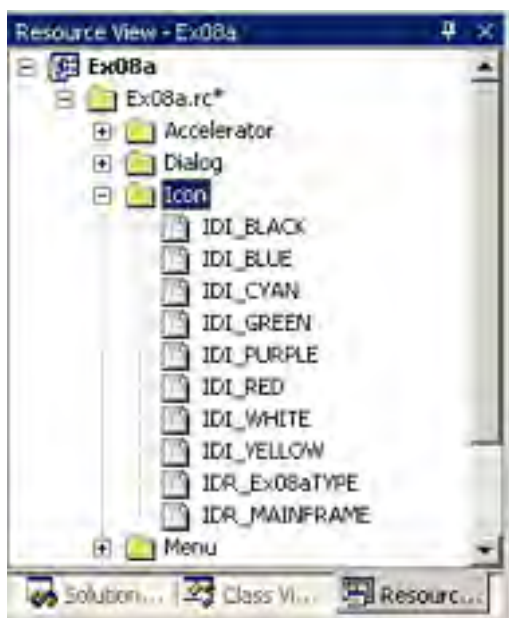 Resource View - Ex08a
Ex08a
Ex08a.rc*
Accelerator
Dialog
Icon
IDI_BLACK
IDI_BLUE
IDI_CYAN
IDI_GREEN
IDI_PURPLE
IDI_RED
IDI_WHITE
IDI_YELLOW
IDR_Ex08aTYPE
IDR_MAINFRAME
Menu
Solution... Class Vi... Resourc...